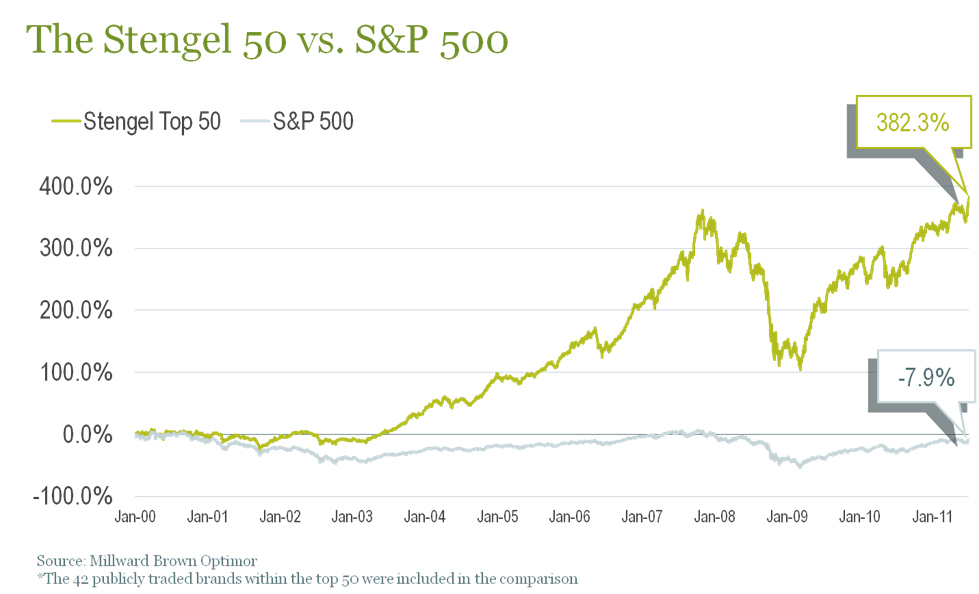 The Stengel 50 vs. S&P 500
Stengel Top 50 S&P 500
382.3%
400.0%
300.0%
200.0%
100.0%
-7.9%
0.0%
-100.0%
Jan-00 Jan-01 Jan-02 Jan-03 Jan-04 Jan-05 Jan-06 Jan-07 Jan-08 Jan-09 Jan-10 Jan-11
Source: Millward Brown Optimor
*The 42 publicly traded brands within the top 50 were included in the comparison